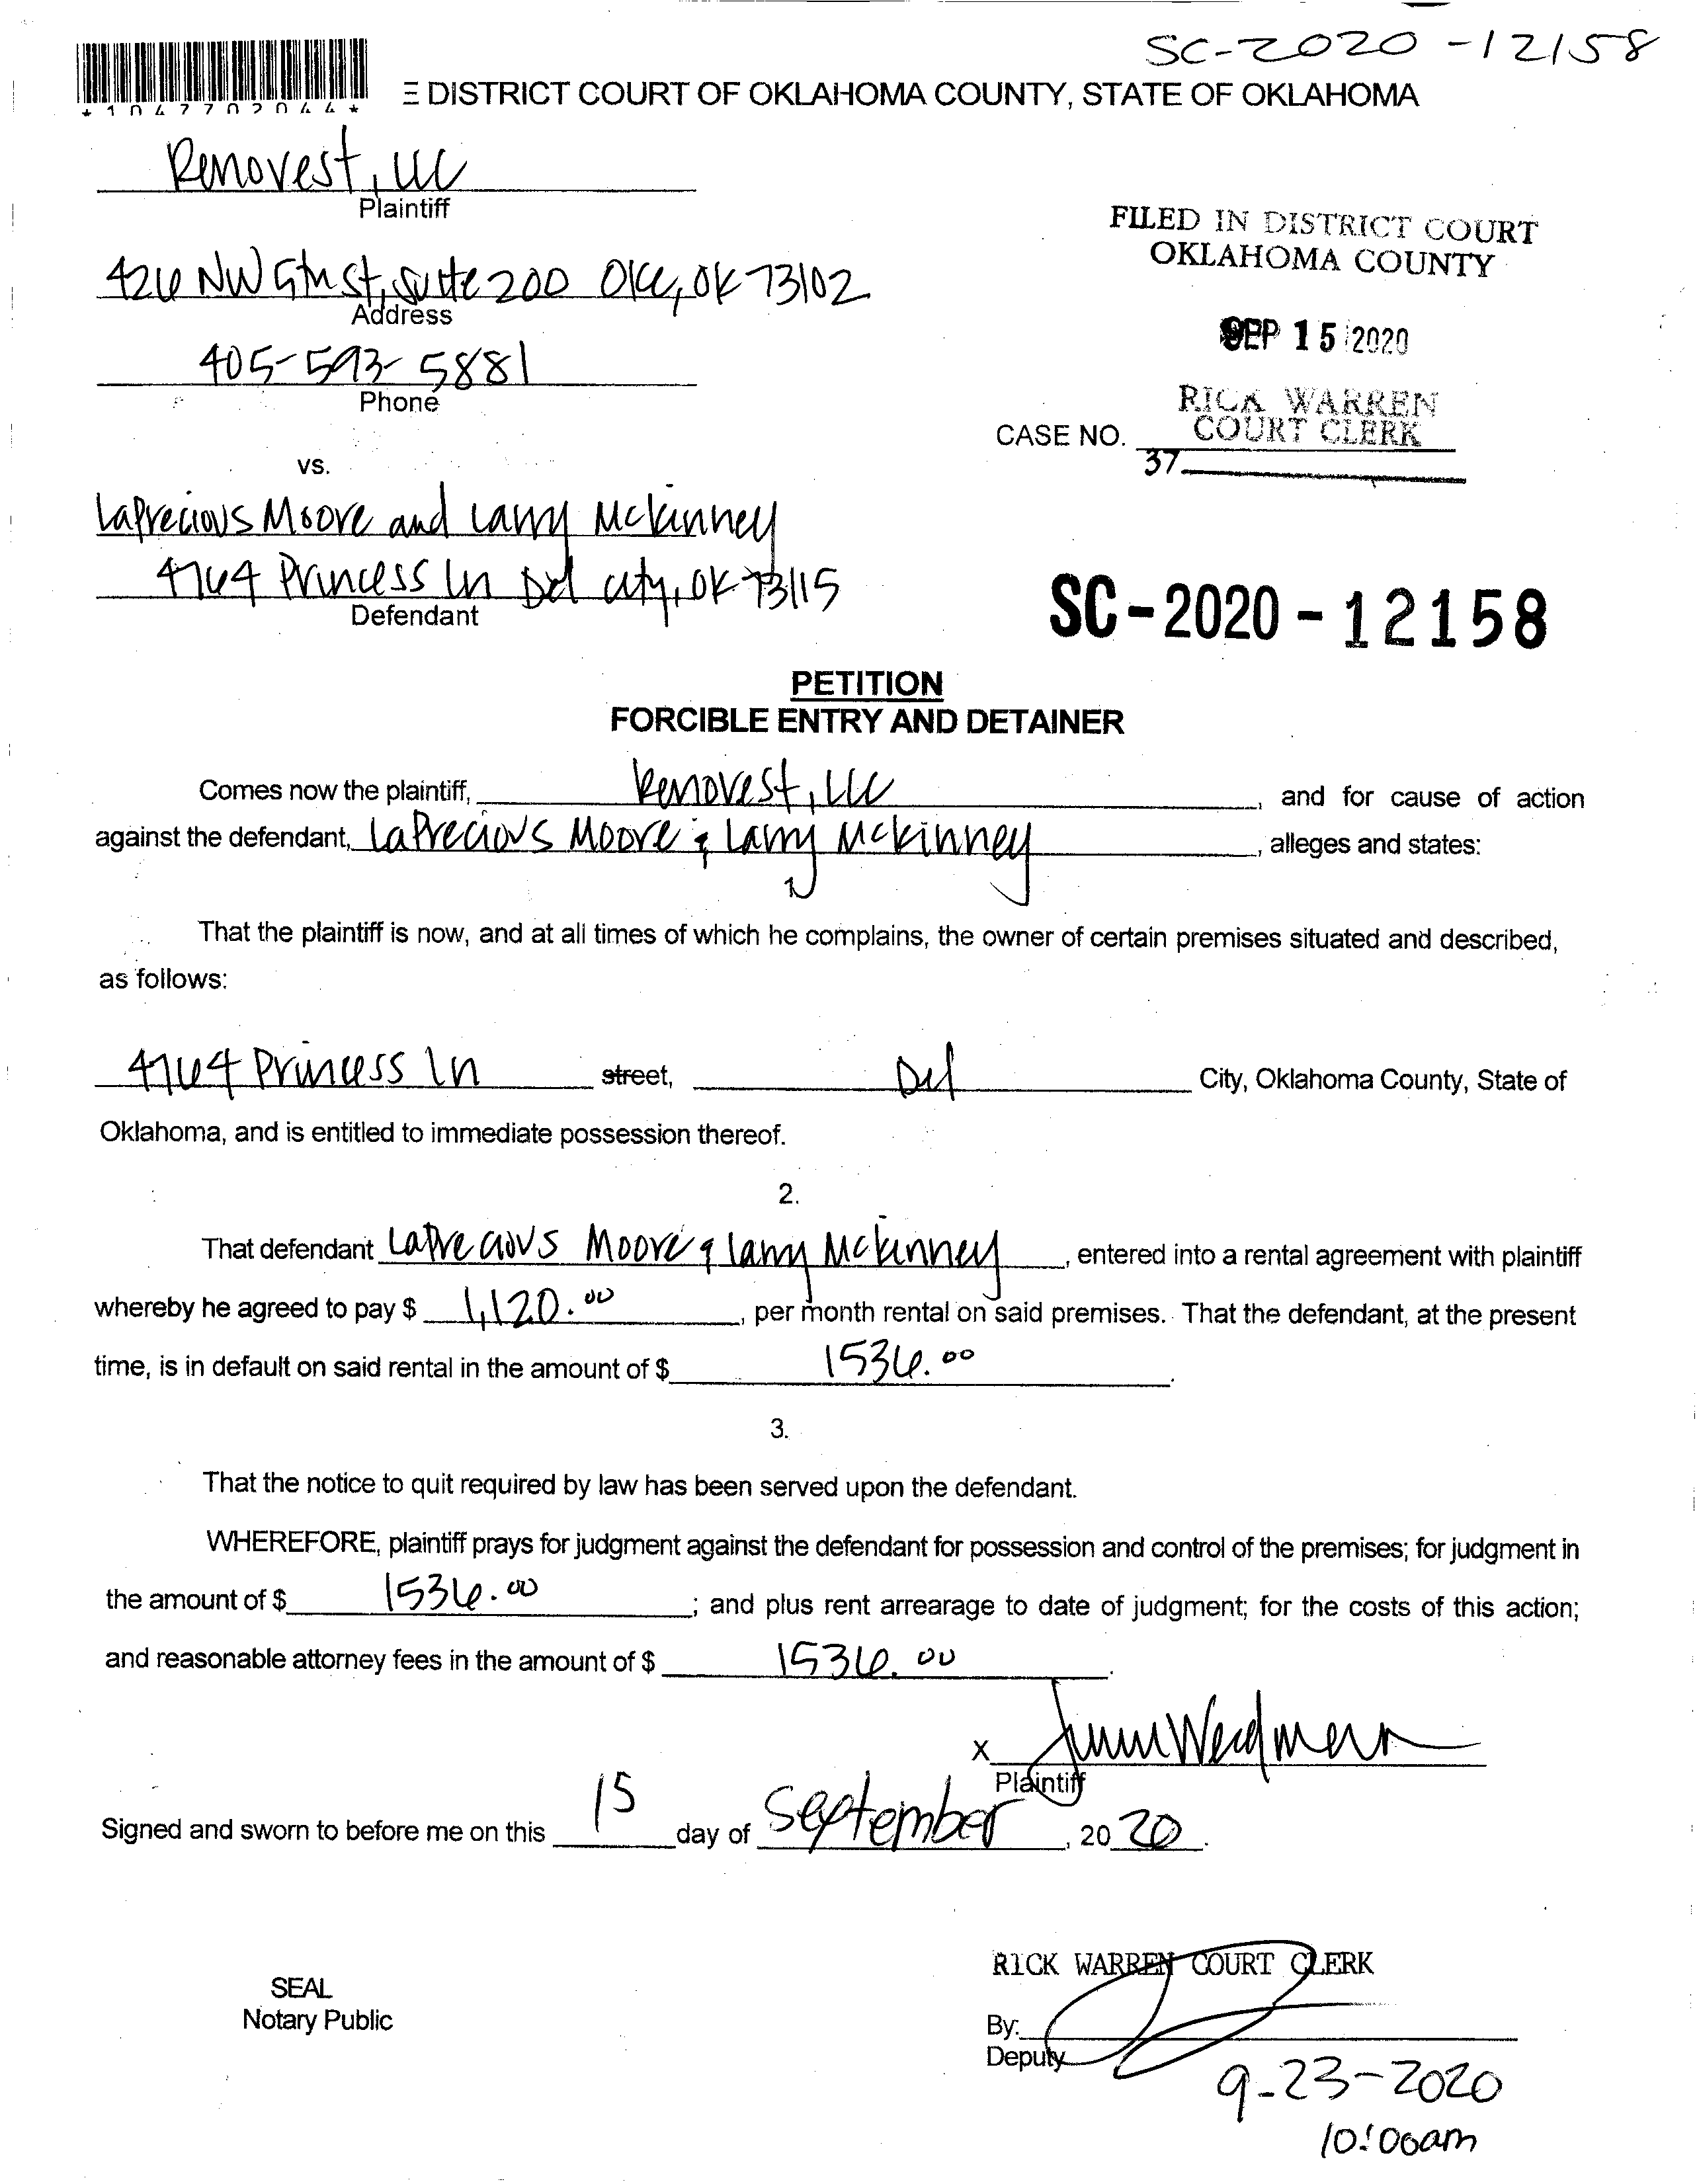 SC-2020-12158
*1047702044*
E DISTRICT COURT OF OKLAHOMA COUNTY, STATE OF OKLAHOMA
Renovest, LLC
Plaintiff
FILED IN DISTRICT COURT
OKLAHOMA COUNTY
426 NW 5th St, Suite 200 OKC, OK 73102
Address
SEP 15 2020
405-593-5881
Phone
RICK WARREN
COURT CLERK
CASE NO.
37
vs.
LaPrecious Moore and Larry McKinney
4764 Princess Ln Del City, OK 73115
Defendant
SC-2020-12158
PETITION
FORCIBLE ENTRY AND DETAINER
Comes now the plaintiff, Renovest, LLC, and for cause of action
against the defendant, LaPrecious Moore & Larry McKinney, alleges and states:
1
That the plaintiff is now, and at all times of which he complains, the owner of certain premises situated and described,
as follows:
4764 Princess Ln street, Del City, Oklahoma County, State of
Oklahoma, and is entitled to immediate possession thereof.
2.
That defendant LaPrecious Moore & Larry McKinney, entered into a rental agreement with plaintiff
whereby he agreed to pay $ 1,120.00, per month rental on said premises. That the defendant, at the present
time, is in default on said rental in the amount of $ 1536.00.
3.
That the notice to quit required by law has been served upon the defendant.
WHEREFORE, plaintiff prays for judgment against the defendant for possession and control of the premises; for judgment in
the amount of $ 1536.00; and plus rent arrearage to date of judgment; for the costs of this action;
and reasonable attorney fees in the amount of $ 1536.00.
X
Plaintiff
Signed and sworn to before me on this 15 day of September, 2020.
RICK WARREN COURT CLERK
SEAL
Notary Public
By:
Deputy
9-23-2020
10:00am